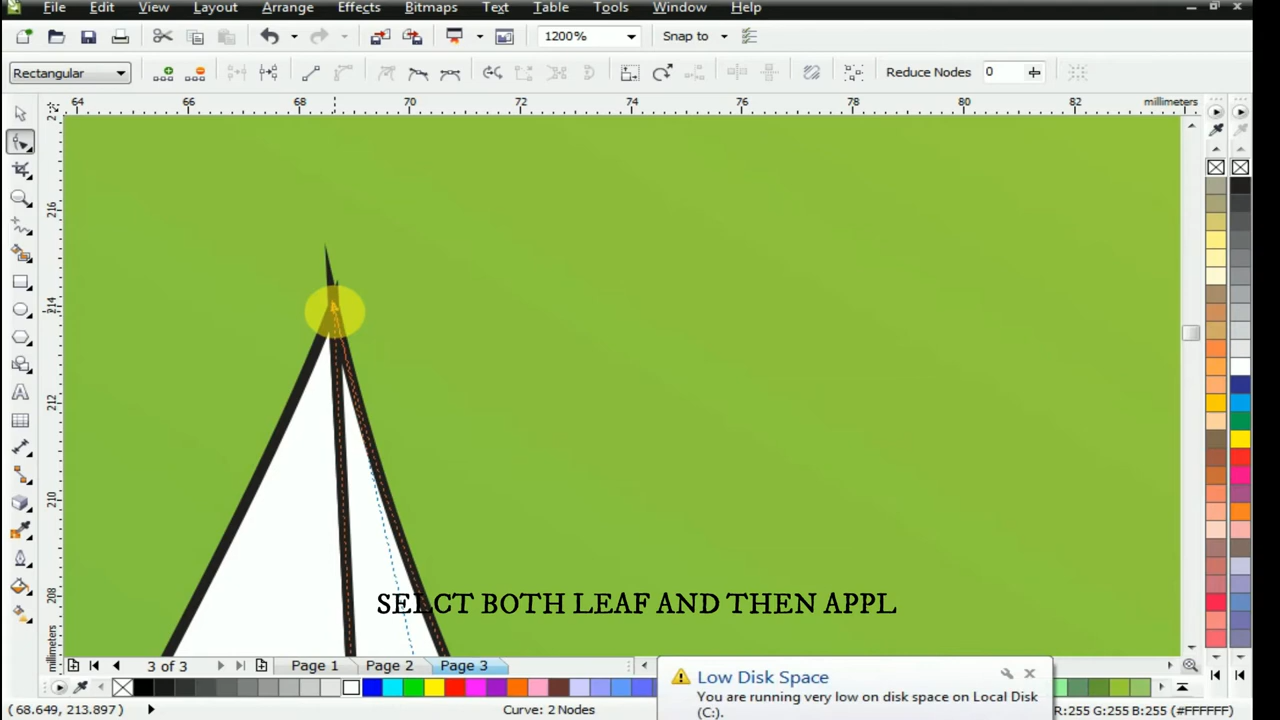 File Edit View Layout Arrange Effects Bitmaps Text Table Tools Window Help
1200% Snap to
Rectangular Reduce Nodes 0
64 66 68 70 72 74 76 78 80 82 millimeters
216
214
212
210
208
millimeters
SELCT BOTH LEAF AND THEN APPL
3 of 3 Page 1 Page 2 Page 3
Low Disk Space
You are running very low on disk space on Local Disk
(C:).
(68.649, 213.897) Curve: 2 Nodes R:255 G:255 B:255 (#FFFFFF)